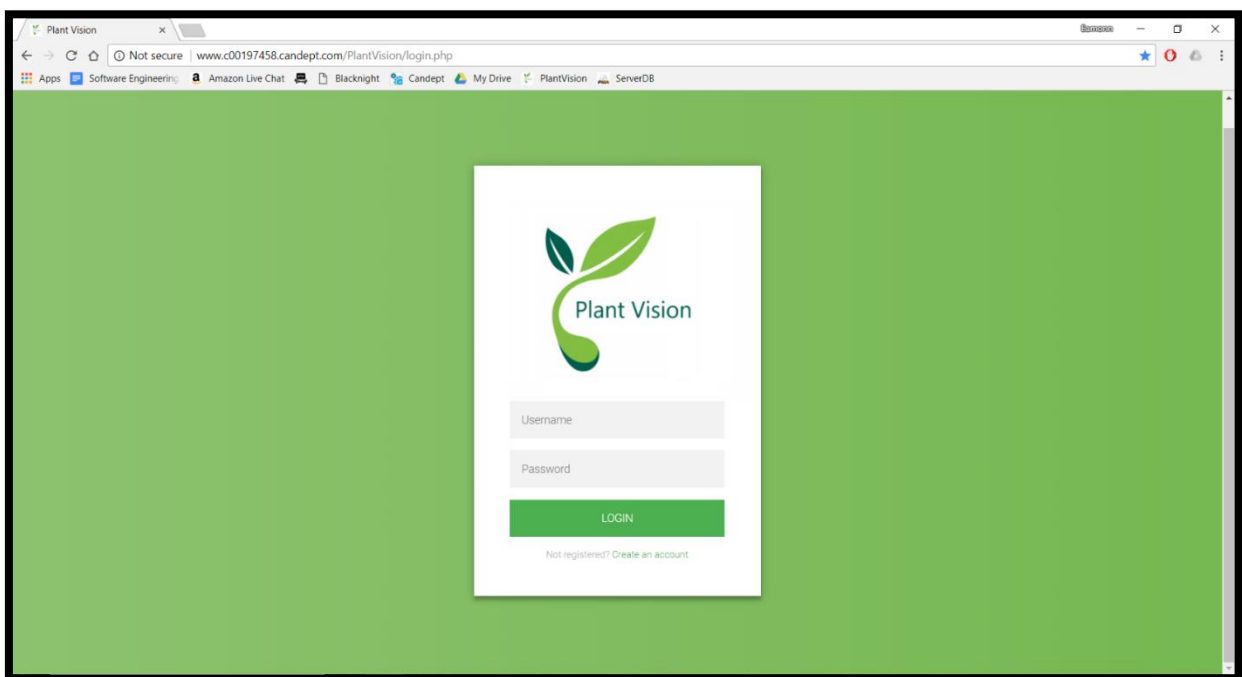 Plant Vision
Not secure | www.c00197458.candept.com/PlantVision/login.php
Apps Software Engineering Amazon Live Chat Blacknight Candept My Drive PlantVision ServerDB
Plant Vision
Username
Password
LOGIN
Not registered? Create an account